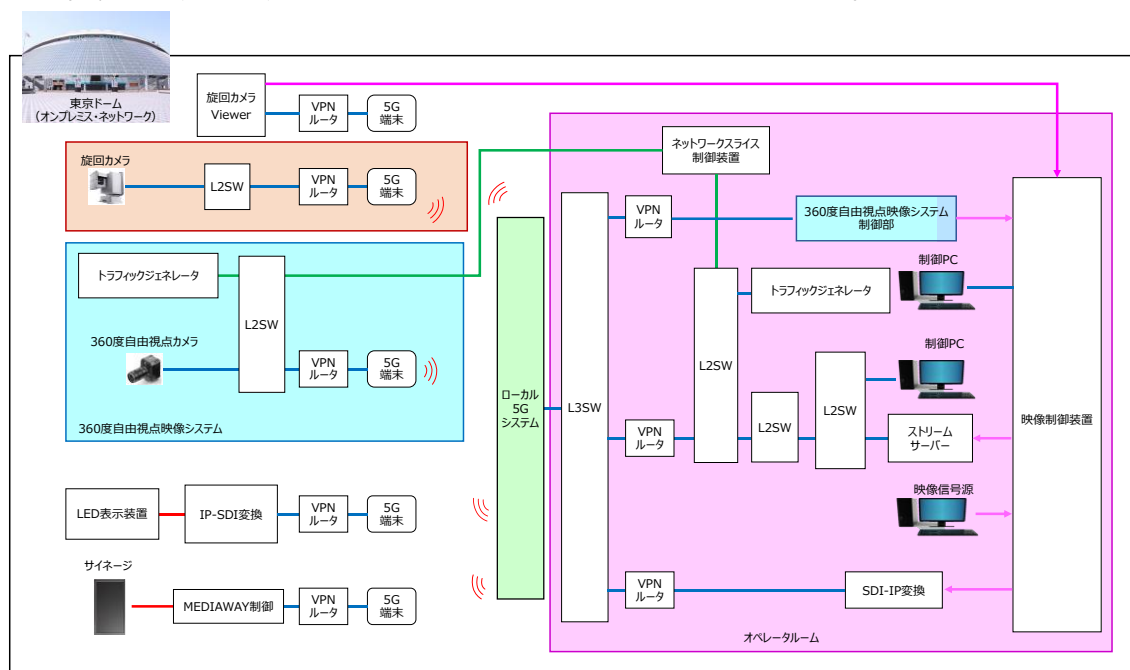 東京ドーム
（オンプレミス・ネットワーク）
旋回カメラ
Viewer
VPN
ルータ
5G
端末
旋回カメラ
L2SW
VPN
ルータ
5G
端末
トラフィックジェネレータ
L2SW
360度自由視点カメラ
VPN
ルータ
5G
端末
360度自由視点映像システム
LED表示装置
IP-SDI変換
VPN
ルータ
5G
端末
サイネージ
MEDIAWAY制御
VPN
ルータ
5G
端末
ローカル
5G
システム
L3SW
ネットワークスライス
制御装置
VPN
ルータ
360度自由視点映像システム
制御部
制御PC
トラフィックジェネレータ
L2SW
制御PC
VPN
ルータ
L2SW
L2SW
ストリーム
サーバー
映像信号源
VPN
ルータ
SDI-IP変換
映像制御装置
オペレータルーム